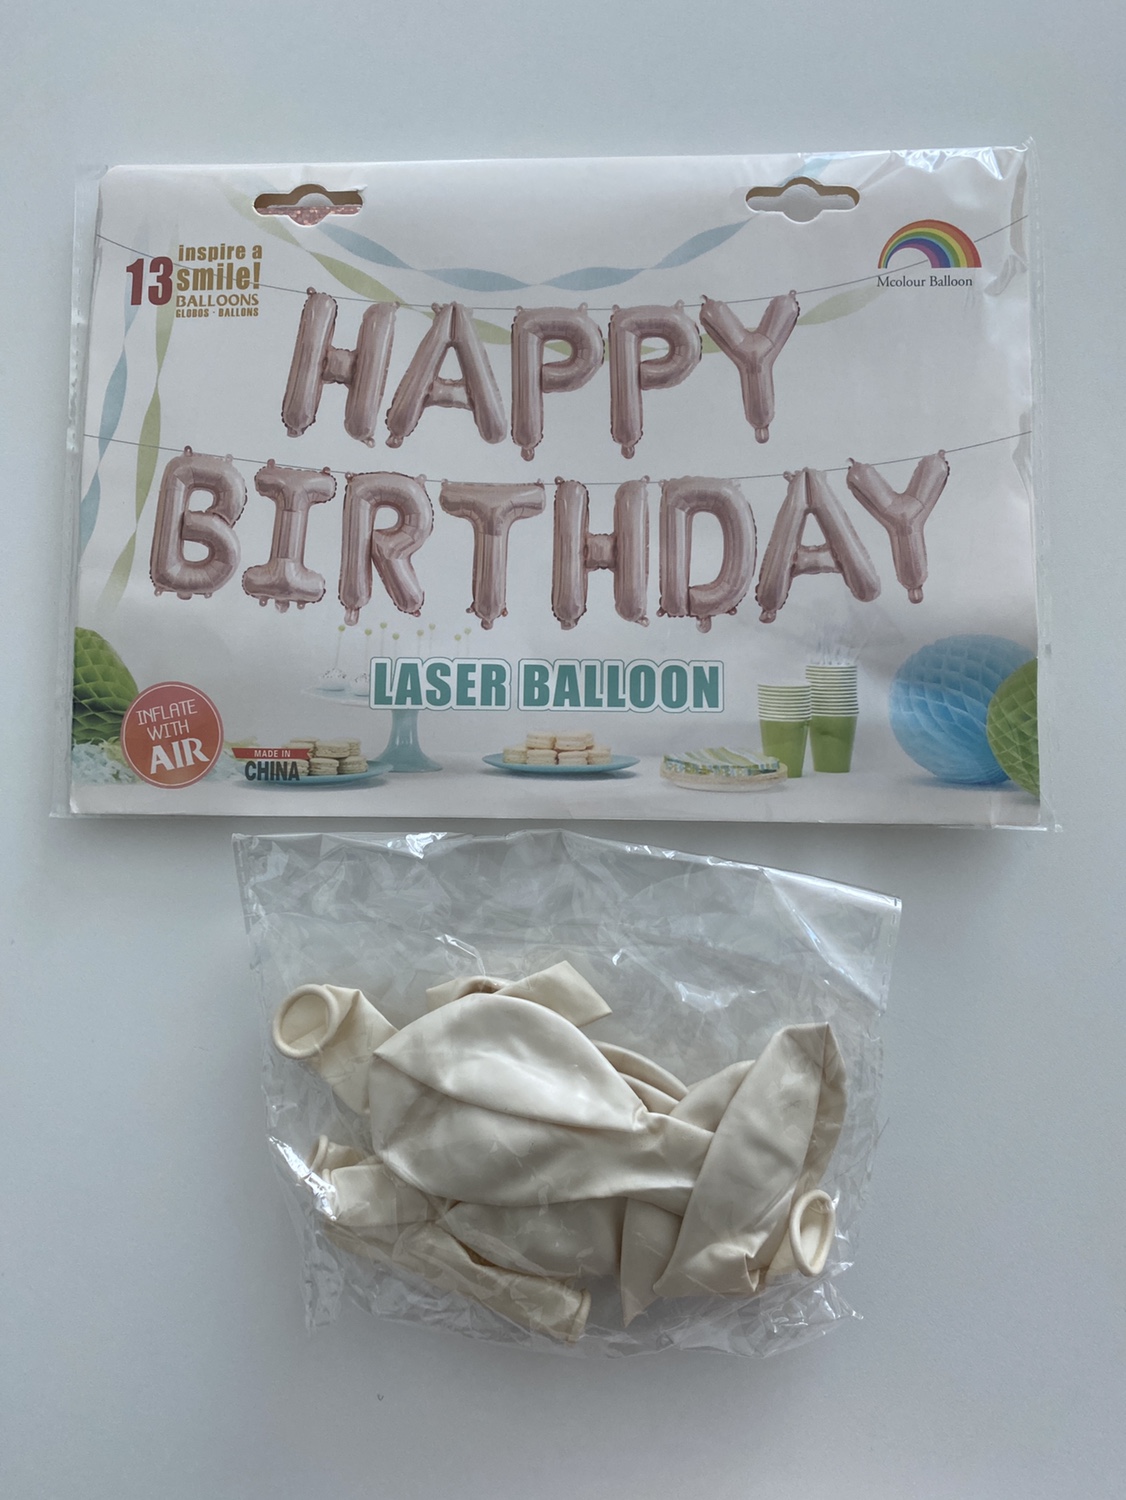 13
inspire a
smile!
BALLOONS
GLOBOS · BALLONS
Mcolour Balloon
HAPPY
BIRTHDAY
LASER BALLOON
INFLATE
WITH
AIR
MADE IN
CHINA